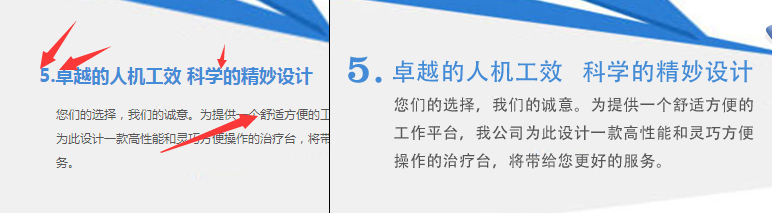 5.卓越的人机工效 科学的精妙设计
您们的选择，我们的诚意。为提供一个舒适方便的工
为此设计一款高性能和灵巧方便操作的治疗台，将带
务。
5. 卓越的人机工效 科学的精妙设计
您们的选择，我们的诚意。为提供一个舒适方便的
工作平台，我公司为此设计一款高性能和灵巧方便
操作的治疗台，将带给您更好的服务。